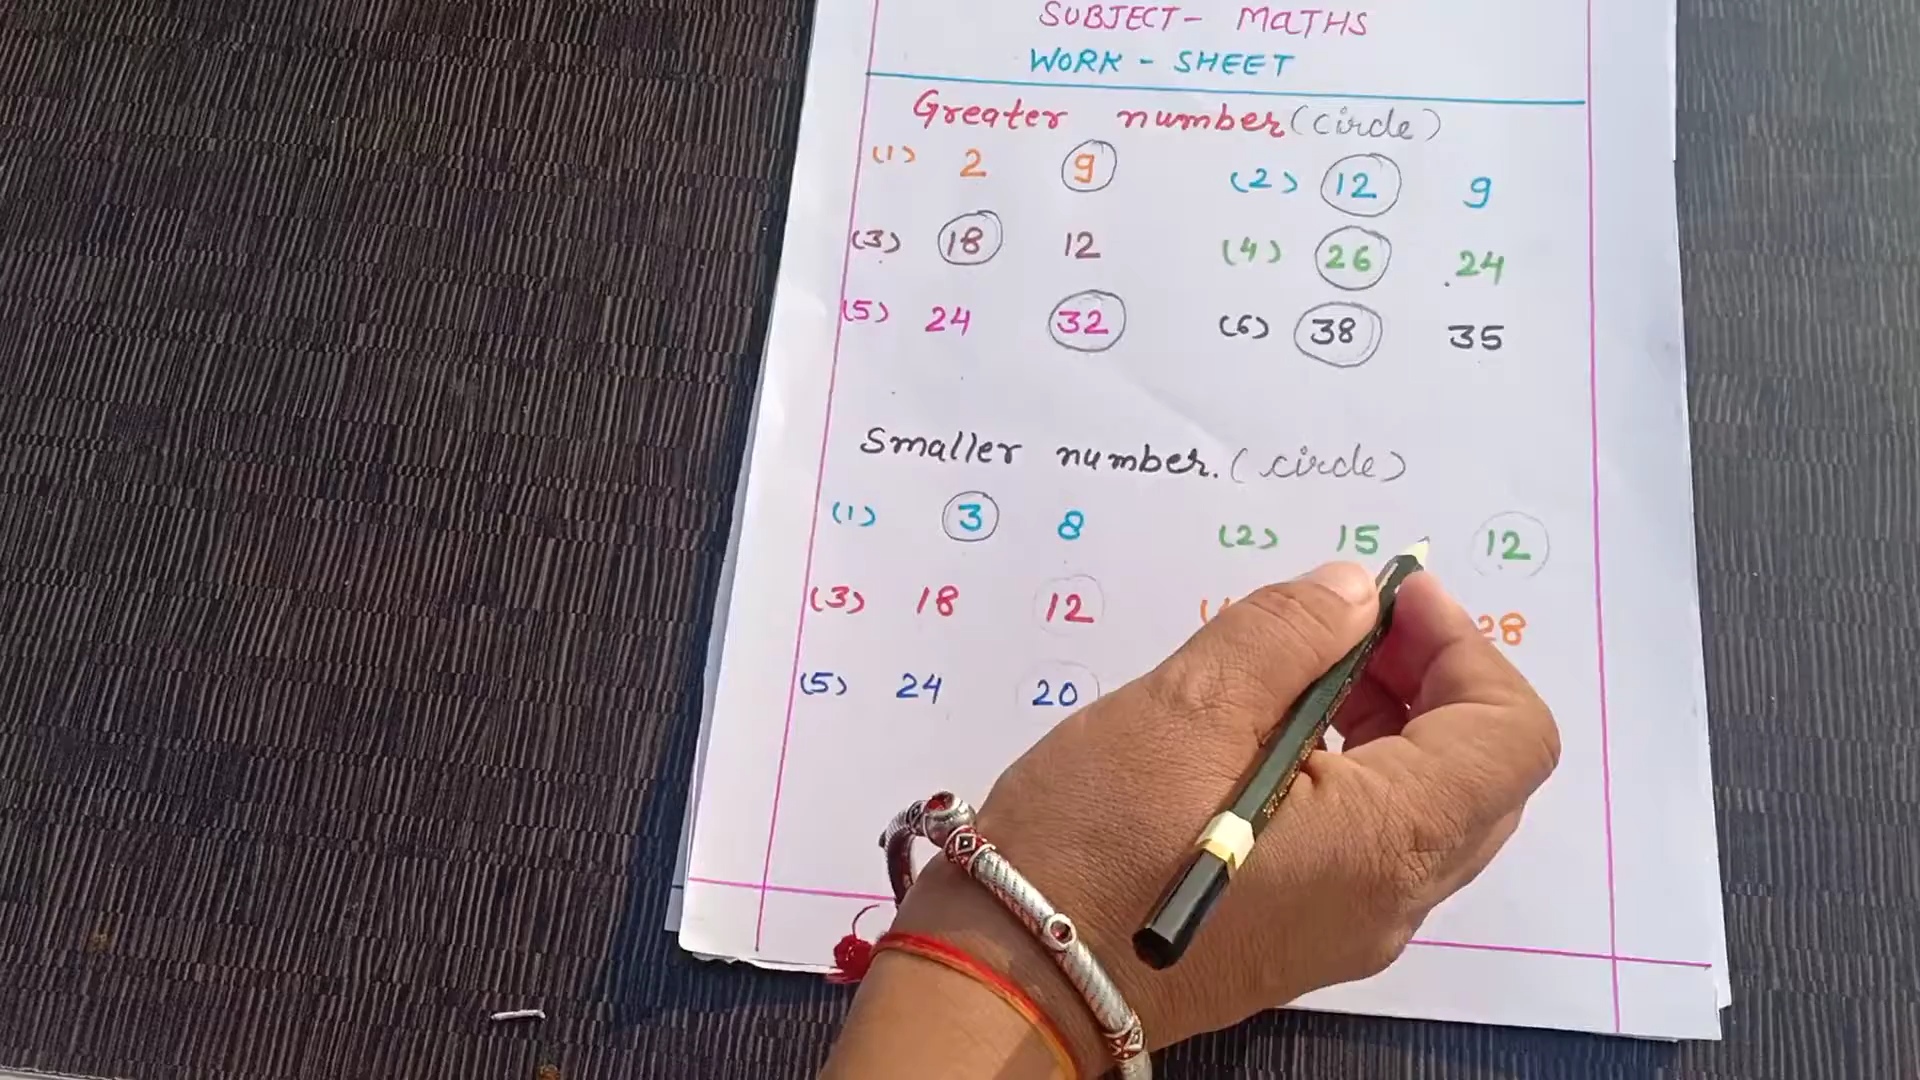 SUBJECT- MATHS
WORK - SHEET
Greater number (circle)
(1) 2 9 (2) 12 9
(3) 18 12 (4) 26 24
(5) 24 32 (6) 38 35
Smaller number. (circle)
(1) 3 8 (2) 15 12
(3) 18 12 28
(5) 24 20